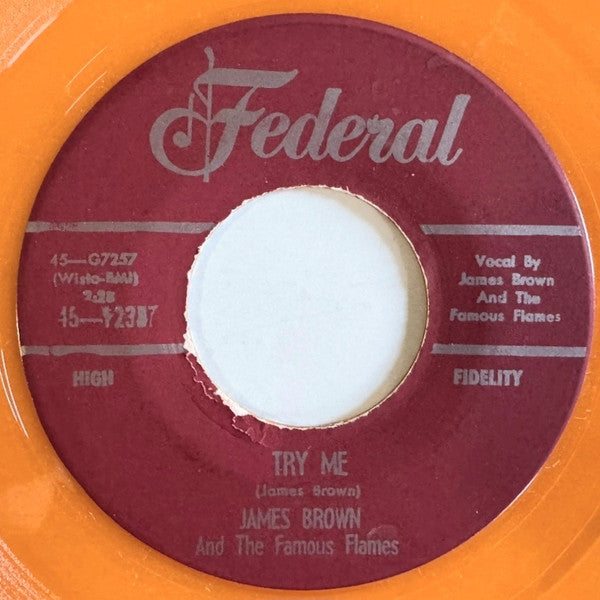 Federal
45—G7257
(Wisto-BMI)
2:28
45—12337
HIGH
Vocal By
James Brown
And The
Famous Flames
FIDELITY
TRY ME
(James Brown)
JAMES BROWN
And The Famous Flames